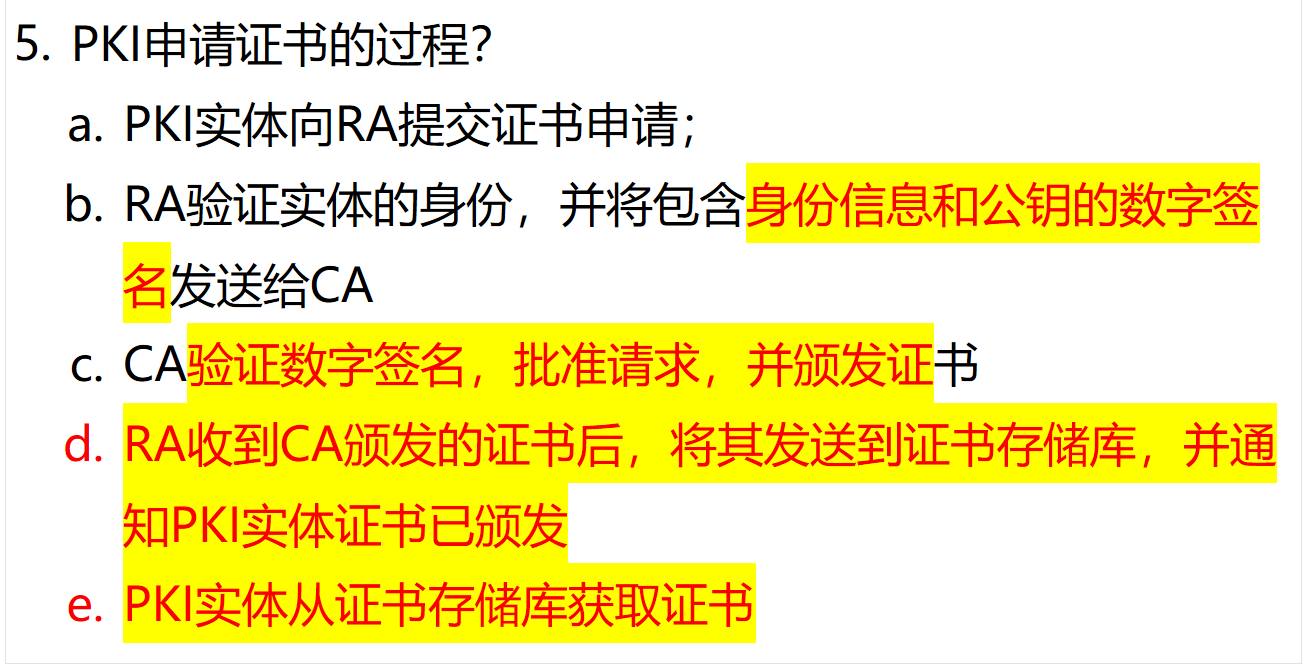 5. PKI申请证书的过程?
a. PKI实体向RA提交证书申请；
b. RA验证实体的身份，并将包含身份信息和公钥的数字签
名发送给CA
c. CA验证数字签名，批准请求，并颁发证书
d. RA收到CA颁发的证书后，将其发送到证书存储库，并通
知PKI实体证书已颁发
e. PKI实体从证书存储库获取证书